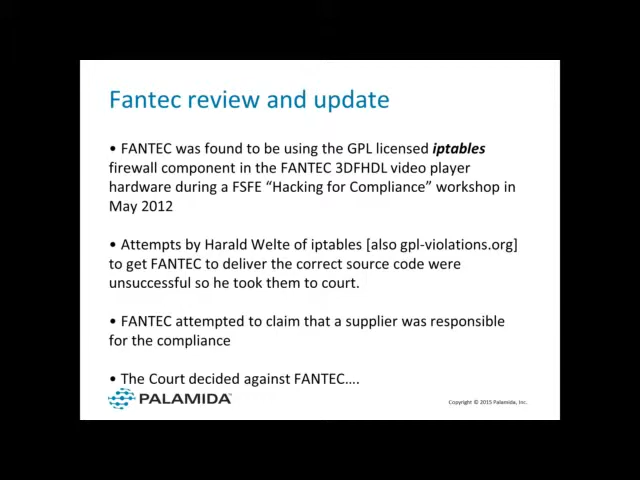 Fantec review and update
• FANTEC was found to be using the GPL licensed iptables
firewall component in the FANTEC 3DFHDL video player
hardware during a FSFE “Hacking for Compliance” workshop in
May 2012
• Attempts by Harald Welte of iptables [also gpl-violations.org]
to get FANTEC to deliver the correct source code were
unsuccessful so he took them to court.
• FANTEC attempted to claim that a supplier was responsible
for the compliance
• The Court decided against FANTEC….
PALAMIDA
Copyright © 2015 Palamida, Inc.